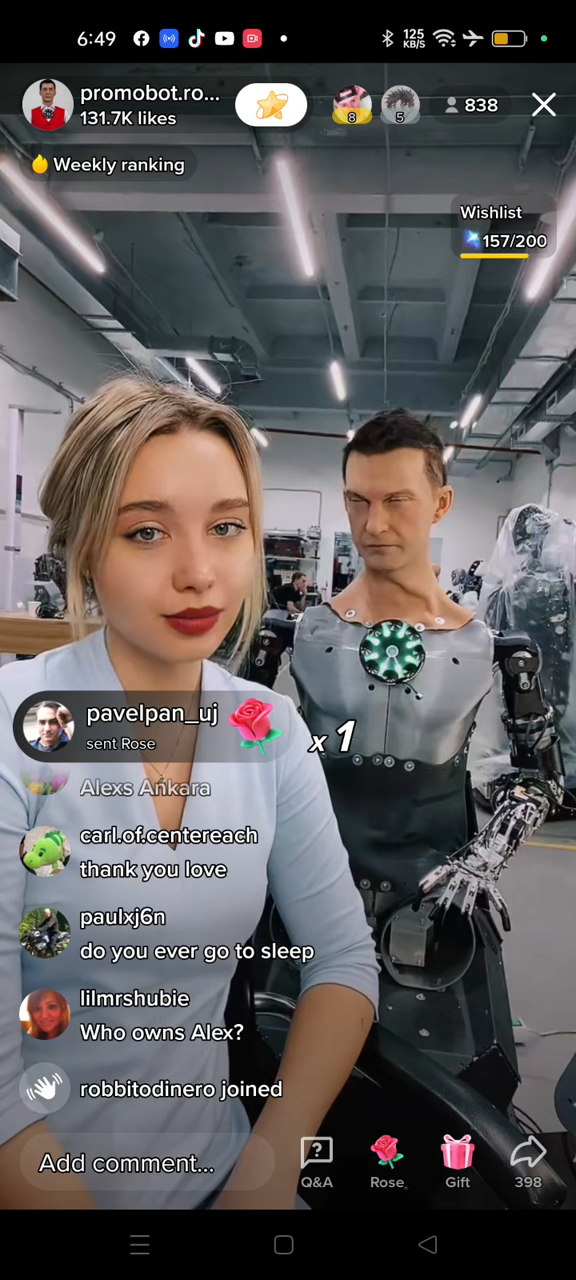 6:49
125
KB/S
promobot.ro...
131.7K likes
8
5
838
Weekly ranking
Wishlist
157/200
pavelpan_uj
sent Rose
x 1
Alexs Ańkara
carl.of.centereach
thank you love
paulxj6n
do you ever go to sleep
lilmrshubie
Who owns Alex?
robbitodinero joined
Add comment...
Q&A
Rose
Gift
398